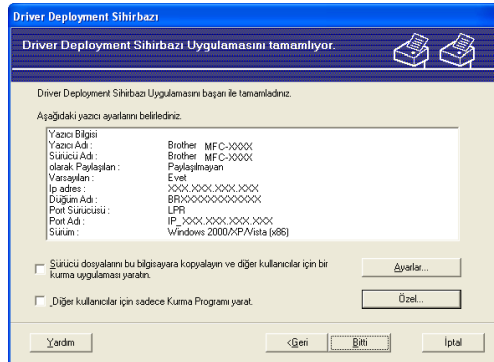 Driver Deployment Sihirbazı
Driver Deployment Sihirbazı Uygulamasını tamamlıyor.
Driver Deployment Sihirbazı Uygulamasını başarı ile tamamladınız.
Aşağıdaki yazıcı ayarlarını belirlediniz.
Yazıcı Bilgisi
Yazıcı Adı : Brother MFC-XXXX
Sürücü Adı : Brother MFC-XXXX
olarak Paylaşılan : Paylaşılmayan
Varsayılan : Evet
Ip adres : XXX.XXX.XXX.XXX
Düğüm Adı : BRXXXXXXXXXXXX
Port Sürücüsü : LPR
Port Adı : IP_XXX.XXX.XXX.XXX
Sürüm : Windows 2000/XP/Vista (x86)
Sürücü dosyalarını bu bilgisayara kopyalayın ve diğer kullanıcılar için bir
kurma uygulaması yaratın.
Ayarlar...
Diğer kullanıcılar için sadece Kurma Programı yarat.
Özel...
Yardım
<Geri
Bitti
İptal